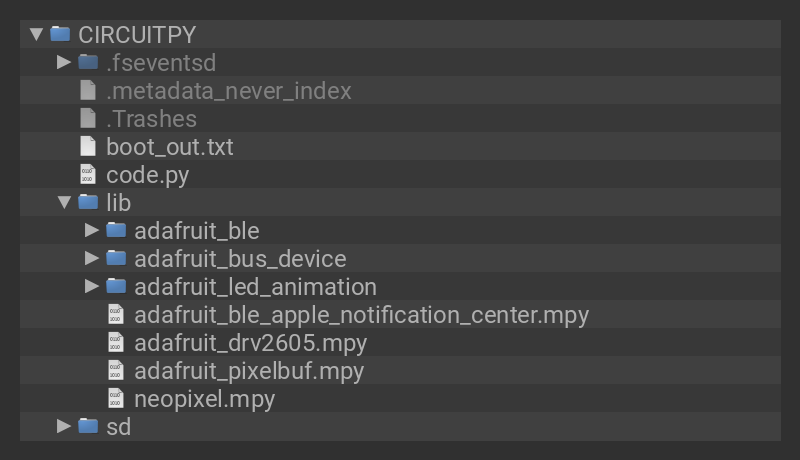 CIRCUITPY
.fseventsd
.metadata_never_index
.Trashes
boot_out.txt
code.py
lib
adafruit_ble
adafruit_bus_device
adafruit_led_animation
adafruit_ble_apple_notification_center.mpy
adafruit_drv2605.mpy
adafruit_pixelbuf.mpy
neopixel.mpy
sd